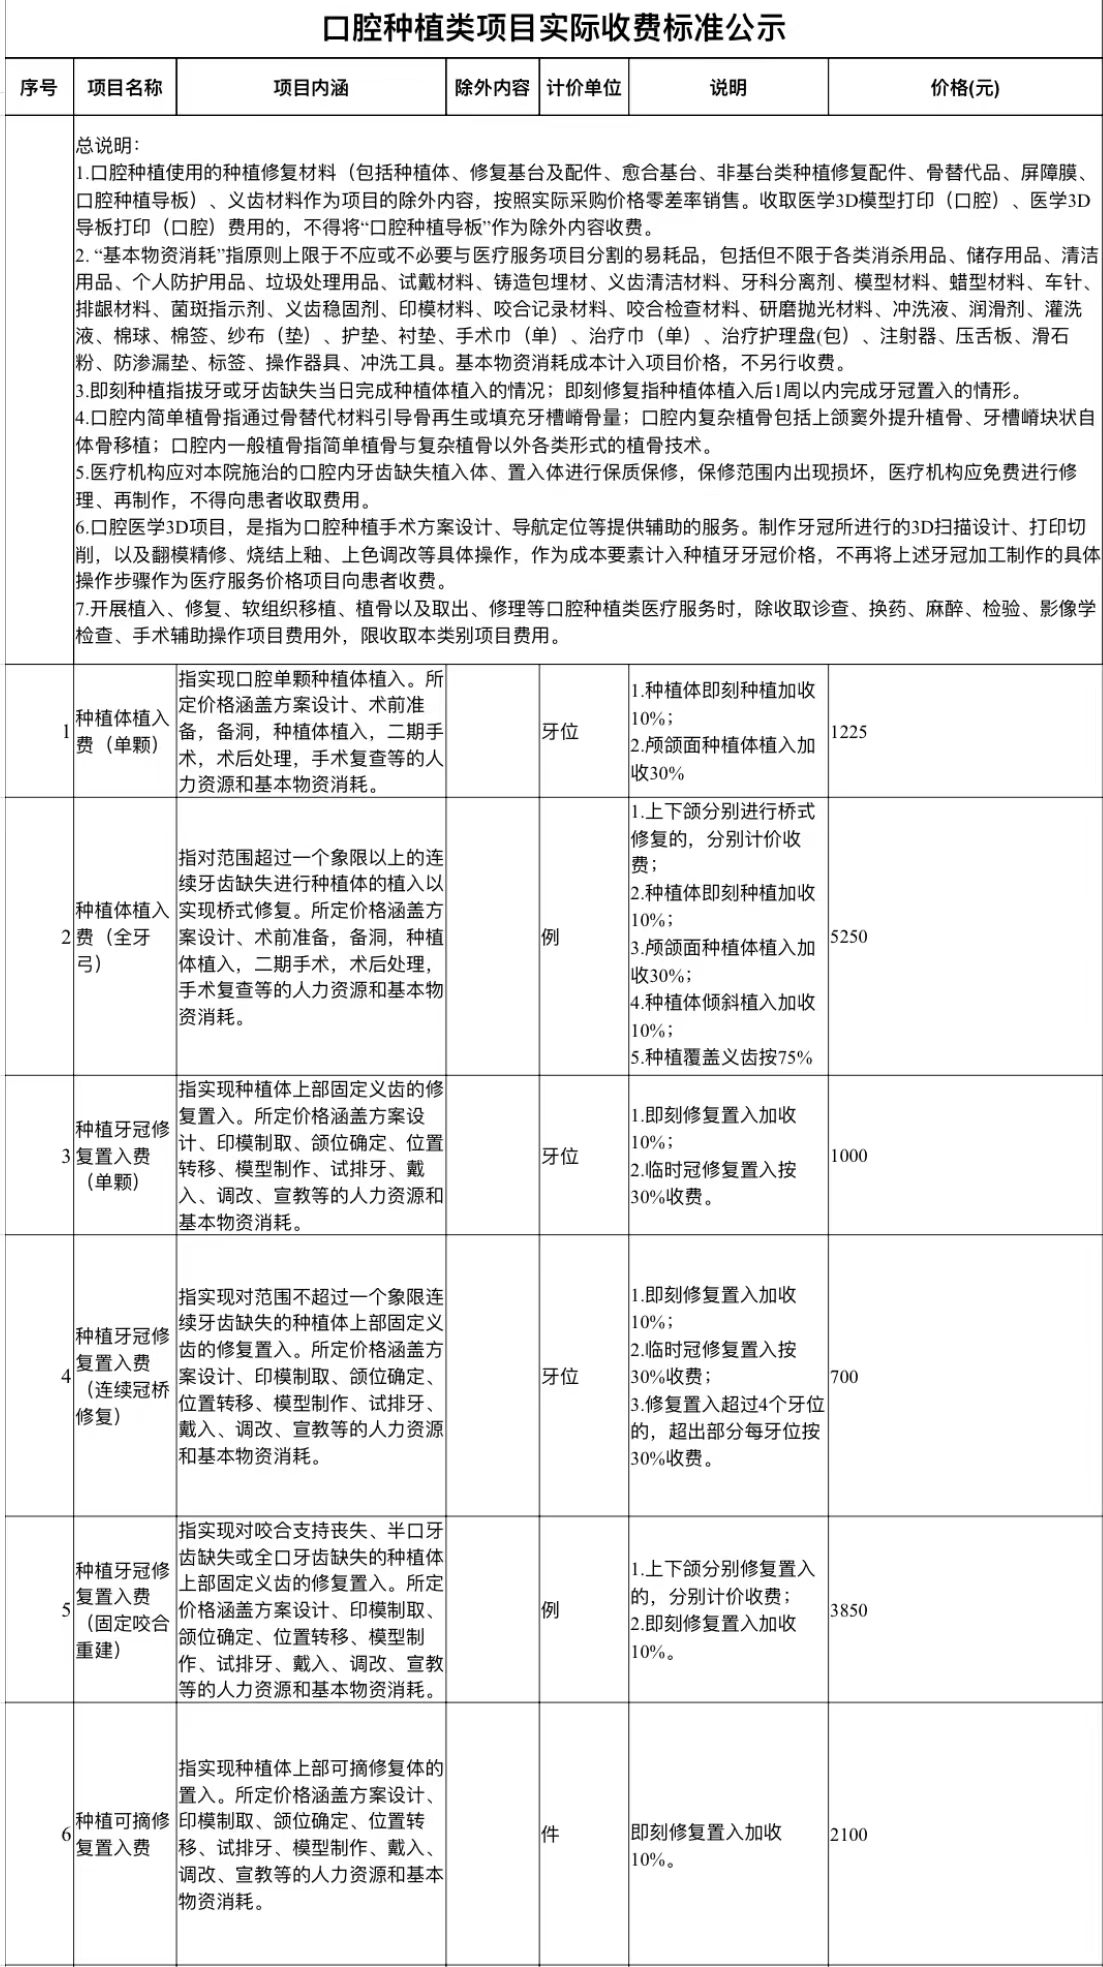 口腔种植类项目实际收费标准公示
序号 项目名称 项目内涵 除外内容 计价单位 说明 价格(元)
总说明：
1.口腔种植使用的种植修复材料（包括种植体、修复基台及配件、愈合基台、非基台类种植修复配件、骨替代品、屏障膜、
口腔种植导板）、义齿材料作为项目的除外内容，按照实际采购价格零差率销售。收取医学3D模型打印（口腔）、医学3D
导板打印（口腔）费用的，不得将“口腔种植导板”作为除外内容收费。
2. “基本物资消耗”指原则上限于不应或不必要与医疗服务项目分割的易耗品，包括但不限于各类消杀用品、储存用品、清洁
用品、个人防护用品、垃圾处理用品、试戴材料、铸造包埋材、义齿清洁材料、牙科分离剂、模型材料、蜡型材料、车针、
排龈材料、菌斑指示剂、义齿稳固剂、印模材料、咬合记录材料、咬合检查材料、研磨抛光材料、冲洗液、润滑剂、灌洗
液、棉球、棉签、纱布（垫）、护垫、衬垫、手术巾（单）、治疗巾（单）、治疗护理盘(包）、注射器、压舌板、滑石
粉、防渗漏垫、标签、操作器具、冲洗工具。基本物资消耗成本计入项目价格，不另行收费。
3.即刻种植指拔牙或牙齿缺失当日完成种植体植入的情况；即刻修复指种植体植入后1周以内完成牙冠置入的情形。
4.口腔内简单植骨指通过骨替代材料引导骨再生或填充牙槽嵴骨量；口腔内复杂植骨包括上颌窦外提升植骨、牙槽嵴块状自
体骨移植；口腔内一般植骨指简单植骨与复杂植骨以外各类形式的植骨技术。
5.医疗机构应对本院施治的口腔内牙齿缺失植入体、置入体进行保质保修，保修范围内出现损坏，医疗机构应免费进行修
理、再制作，不得向患者收取费用。
6.口腔医学3D项目，是指为口腔种植手术方案设计、导航定位等提供辅助的服务。制作牙冠所进行的3D扫描设计、打印切
削，以及翻模精修、烧结上釉、上色调改等具体操作，作为成本要素计入种植牙牙冠价格，不再将上述牙冠加工制作的具体
操作步骤作为医疗服务价格项目向患者收费。
7.开展植入、修复、软组织移植、植骨以及取出、修理等口腔种植类医疗服务时，除收取诊查、换药、麻醉、检验、影像学
检查、手术辅助操作项目费用外，限收取本类别项目费用。
1
种植体植入
费（单颗）
指实现口腔单颗种植体植入。所
定价格涵盖方案设计、术前准
备，备洞，种植体植入，二期手
术，术后处理，手术复查等的人
力资源和基本物资消耗。
牙位
1.种植体即刻种植加收
10%；
2.颅颌面种植体植入加
收30%
1225
2
种植体植入
费（全牙
弓）
指对范围超过一个象限以上的连
续牙齿缺失进行种植体的植入以
实现桥式修复。所定价格涵盖方
案设计、术前准备，备洞，种植
体植入，二期手术，术后处理，
手术复查等的人力资源和基本物
资消耗。
例
1.上下颌分别进行桥式
修复的，分别计价收
费；
2.种植体即刻种植加收
10%；
3.颅颌面种植体植入加
收30%；
4.种植体倾斜植入加收
10%；
5.种植覆盖义齿按75%
5250
3
种植牙冠修
复置入费
（单颗）
指实现种植体上部固定义齿的修
复置入。所定价格涵盖方案设
计、印模制取、颌位确定、位置
转移、模型制作、试排牙、戴
入、调改、宣教等的人力资源和
基本物资消耗。
牙位
1.即刻修复置入加收
10%；
2.临时冠修复置入按
30%收费。
1000
4
种植牙冠修
复置入费
（连续冠桥
修复）
指实现对范围不超过一个象限连
续牙齿缺失的种植体上部固定义
齿的修复置入。所定价格涵盖方
案设计、印模制取、颌位确定、
位置转移、模型制作、试排牙、
戴入、调改、宣教等的人力资源
和基本物资消耗。
牙位
1.即刻修复置入加收
10%；
2.临时冠修复置入按
30%收费；
3.修复置入超过4个牙位
的，超出部分每牙位按
30%收费。
700
5
种植牙冠修
复置入费
（固定咬合
重建）
指实现对咬合支持丧失、半口牙
齿缺失或全口牙齿缺失的种植体
上部固定义齿的修复置入。所定
价格涵盖方案设计、印模制取、
颌位确定、位置转移、模型制
作、试排牙、戴入、调改、宣教
等的人力资源和基本物资消耗。
例
1.上下颌分别修复置入
的，分别计价收费；
2.即刻修复置入加收
10%。
3850
6
种植可摘修
复置入费
指实现种植体上部可摘修复体的
置入。所定价格涵盖方案设计、
印模制取、颌位确定、位置转
移、试排牙、模型制作、戴入、
调改、宣教等的人力资源和基本
物资消耗。
件
即刻修复置入加收
10%。
2100